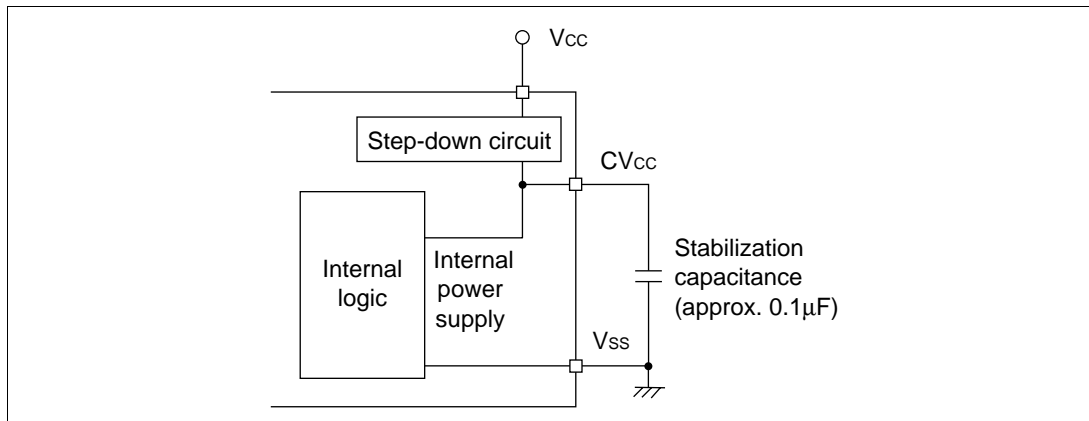 Vcc
Step-down circuit
CVcc
Internal
logic
Internal
power
supply
Stabilization
capacitance
(approx. 0.1μF)
Vss